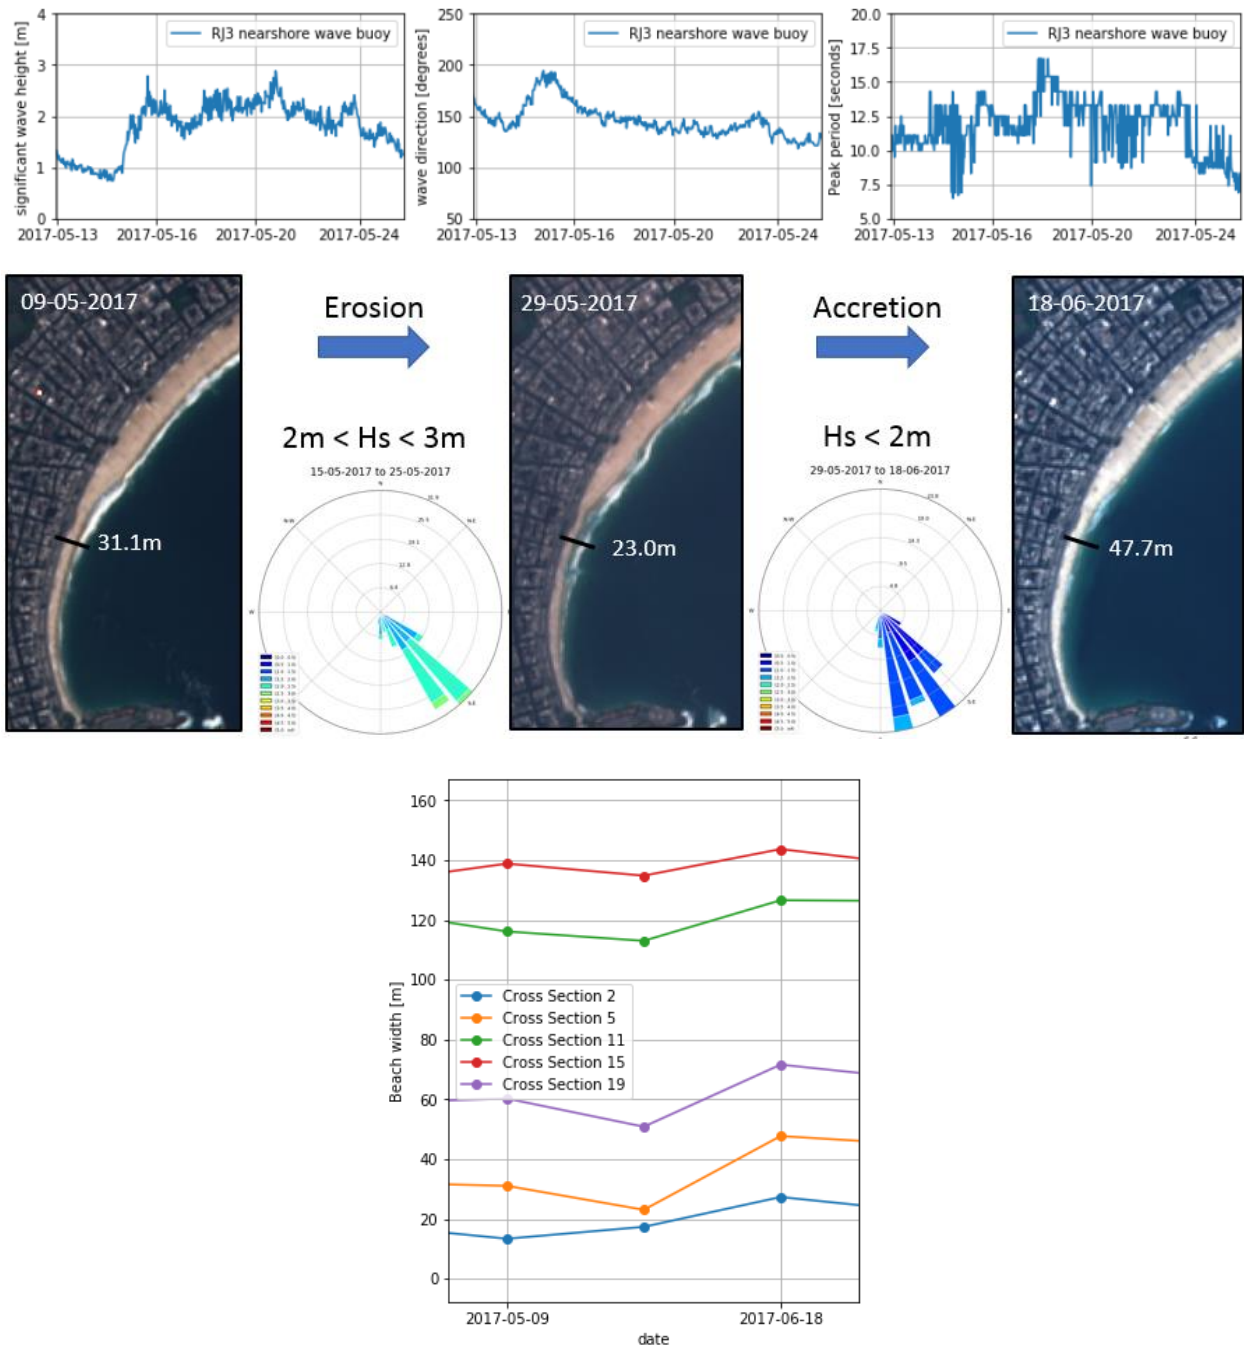 4
3
2
1
0
significant wave height [m]
RJ3 nearshore wave buoy
2017-05-13 2017-05-16 2017-05-20 2017-05-24
250
200
150
100
50
wave direction [degrees]
RJ3 nearshore wave buoy
2017-05-13 2017-05-16 2017-05-20 2017-05-24
20.0
17.5
15.0
12.5
10.0
7.5
5.0
Peak period [seconds]
RJ3 nearshore wave buoy
2017-05-13 2017-05-16 2017-05-20 2017-05-24
09-05-2017
31.1m
Erosion
2m < Hs < 3m
15-05-2017 to 25-05-2017
N
N-E
N-W
W
S-E
29-05-2017
23.0m
Accretion
Hs < 2m
29-05-2017 to 18-06-2017
N
N-E
N-W
W
E
S-E
18-06-2017
47.7m
160
140
120
100
80
60
40
20
0
Beach width [m]
Cross Section 2
Cross Section 5
Cross Section 11
Cross Section 15
Cross Section 19
2017-05-09 2017-06-18
date